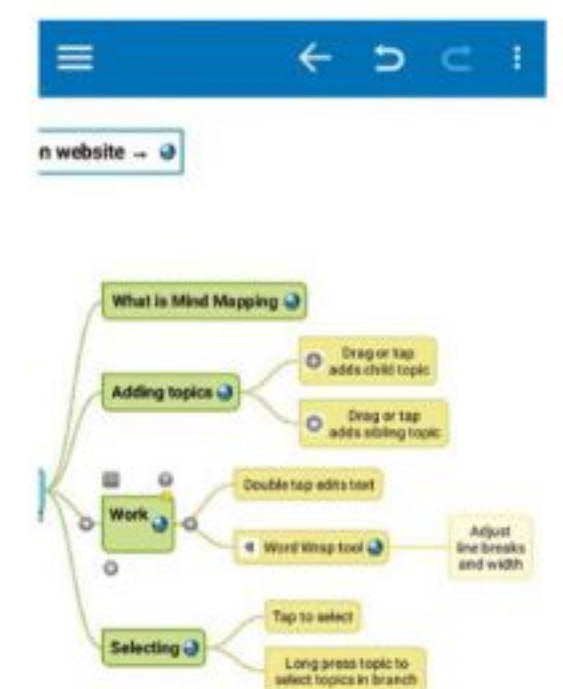 n website →
What is Mind Mapping
Adding topics
Drag or tap
adds child topic
Drag or tap
adds sibling topic
Work
Double tap edits text
Word Wrap tool
Adjust
line breaks
and width
Selecting
Tap to select
Long press topic to
select topics in branch